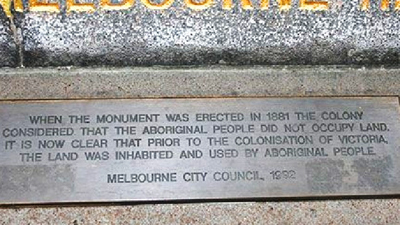 MELBOURNE
WHEN THE MONUMENT WAS ERECTED IN 1881 THE COLONY
CONSIDERED THAT THE ABORIGINAL PEOPLE DID NOT OCCUPY LAND.
IT IS NOW CLEAR THAT PRIOR TO THE COLONISATION OF VICTORIA,
THE LAND WAS INHABITED AND USED BY ABORIGINAL PEOPLE.
MELBOURNE CITY COUNCIL, 1992